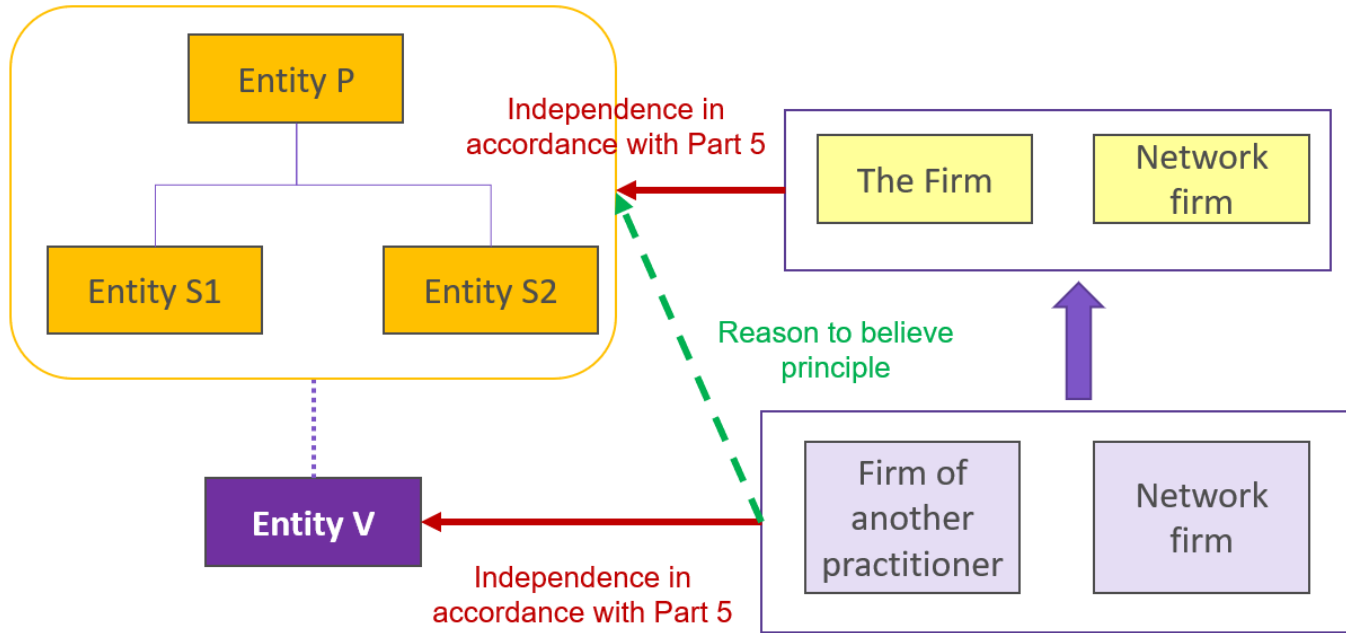 Entity P
Entity S1
Entity S2
Independence in
accordance with Part 5
The Firm
Network
firm
Reason to believe
principle
Entity V
Independence in
accordance with Part 5
Firm of
another
practitioner
Network
firm